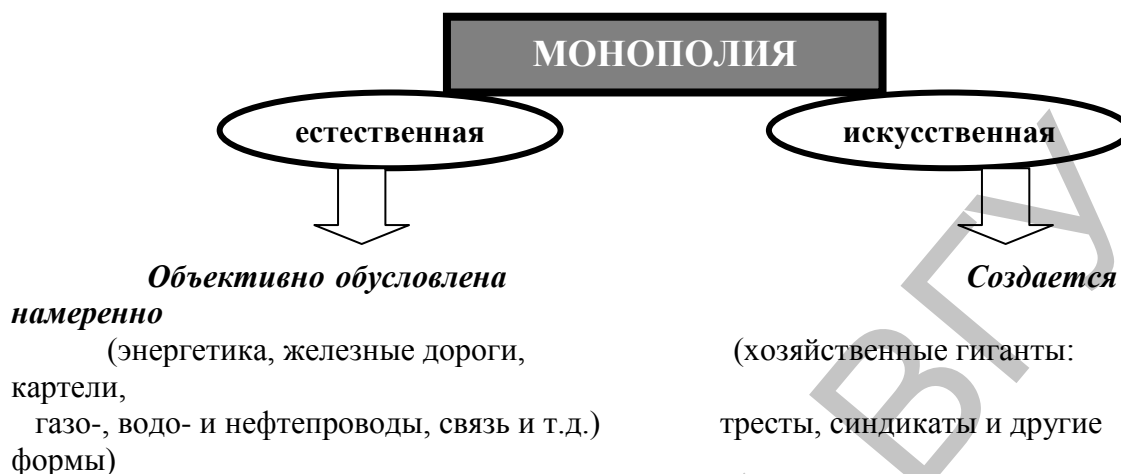 МОНОПОЛИЯ
естественная искусственная
Объективно обусловлена Создается
намеренно
(энергетика, железные дороги, (хозяйственные гиганты:
картели,
газо-, водо- и нефтепроводы, связь и т.д.) тресты, синдикаты и другие
формы)
ВГУ